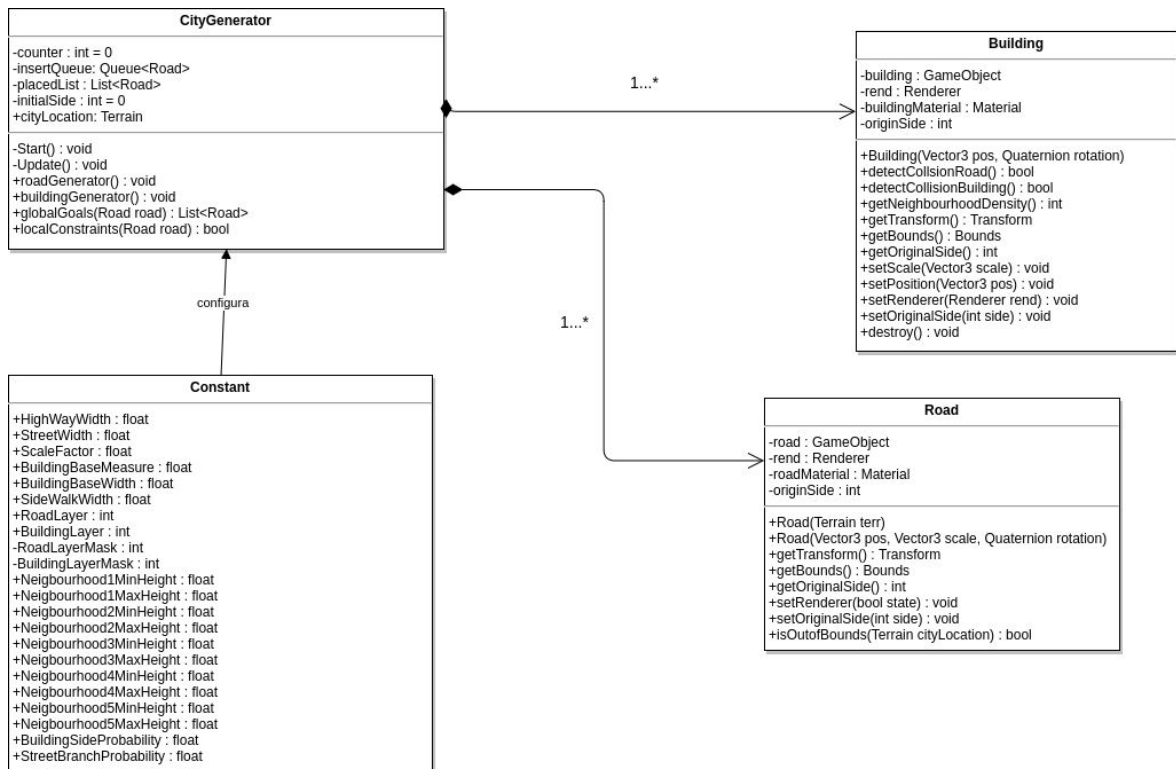 CityGenerator
-counter : int = 0
-insertQueue: Queue<Road>
-placedList : List<Road>
-initialSide : int = 0
+cityLocation: Terrain
-Start() : void
-Update() : void
+roadGenerator() : void
+buildingGenerator() : void
+globalGoals(Road road) : List<Road>
+localConstraints(Road road) : bool
1...*
Building
-building : GameObject
-rend : Renderer
-buildingMaterial : Material
-originSide : int
+Building(Vector3 pos, Quaternion rotation)
+detectCollsionRoad() : bool
+detectCollisionBuilding() : bool
+getNeighbourhoodDensity() : int
+getTransform() : Transform
+getBounds() : Bounds
+getOriginalSide() : int
+setScale(Vector3 scale) : void
+setPosition(Vector3 pos) : void
+setRenderer(Renderer rend) : void
+setOriginalSide(int side) : void
+destroy() : void
configura
1...*
Constant
+HighWayWidth : float
+StreetWidth : float
+ScaleFactor : float
+BuildingBaseMeasure : float
+BuildingBaseWidth : float
+SideWalkWidth : float
+RoadLayer : int
+BuildingLayer : int
-RoadLayerMask : int
-BuildingLayerMask : int
+Neigbourhood1MinHeight : float
+Neigbourhood1MaxHeight : float
+Neigbourhood2MinHeight : float
+Neigbourhood2MaxHeight : float
+Neigbourhood3MinHeight : float
+Neigbourhood3MaxHeight : float
+Neigbourhood4MinHeight : float
+Neigbourhood4MaxHeight : float
+Neigbourhood5MinHeight : float
+Neigbourhood5MaxHeight : float
+BuildingSideProbability : float
+StreetBranchProbability : float
Road
-road : GameObject
-rend : Renderer
-roadMaterial : Material
-originSide : int
+Road(Terrain terr)
+Road(Vector3 pos, Vector3 scale, Quaternion rotation)
+getTransform() : Transform
+getBounds() : Bounds
+getOriginalSide() : int
+setRenderer(bool state) : void
+setOriginalSide(int side) : void
+isOutofBounds(Terrain cityLocation) : bool